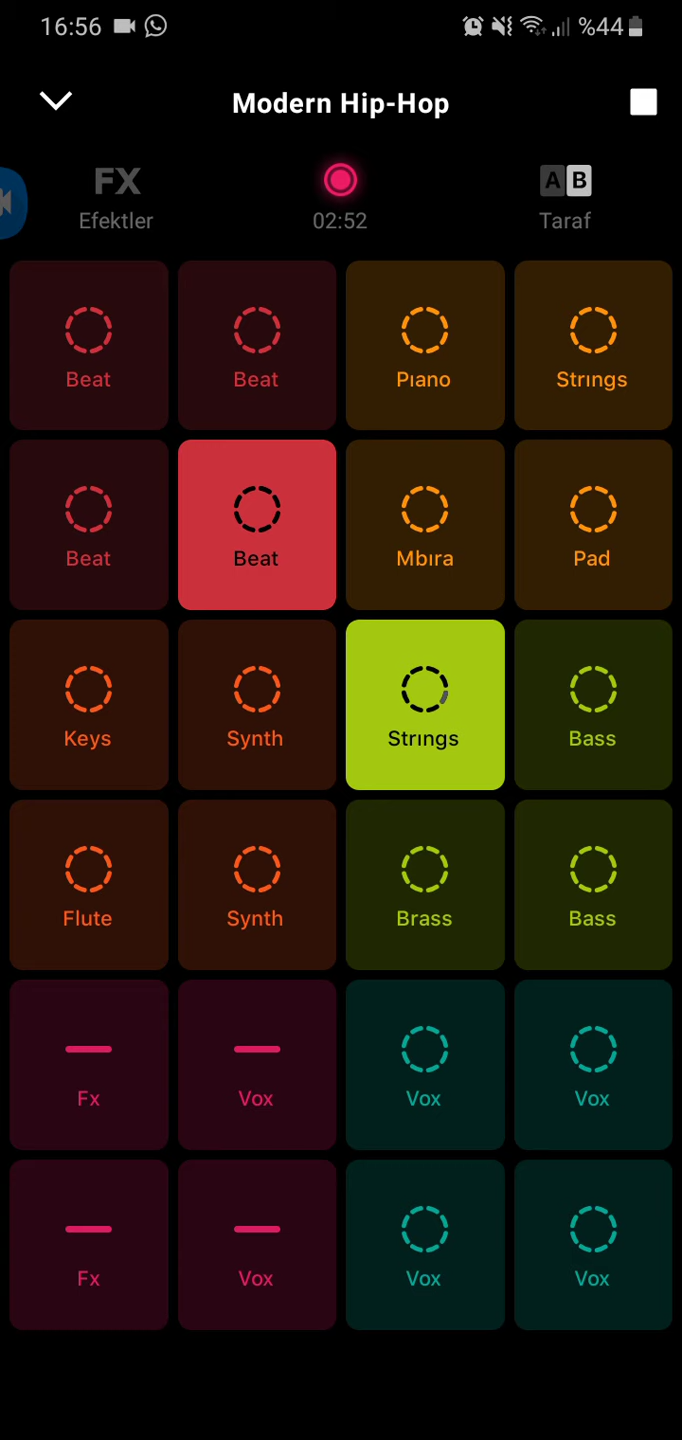 16:56 %44
Modern Hip-Hop
FX A B
Efektler 02:52 Taraf
Beat Beat Pıano Strıngs
Beat Beat Mbıra Pad
Keys Synth Strıngs Bass
Flute Synth Brass Bass
Fx Vox Vox Vox
Fx Vox Vox Vox